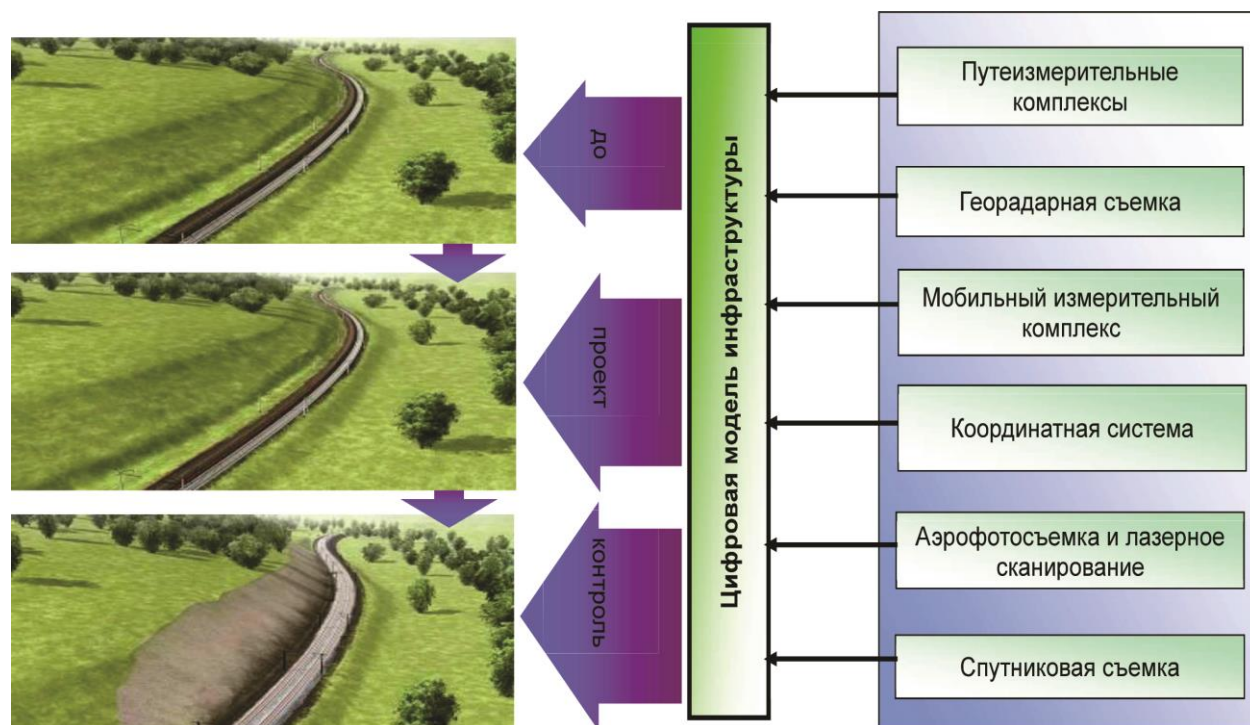 до
проект
контроль
Цифровая модель инфраструктуры
Путеизмерительные
комплексы
Георадарная съемка
Мобильный измерительный
комплекс
Координатная система
Аэрофотосъемка и лазерное
сканирование
Спутниковая съемка